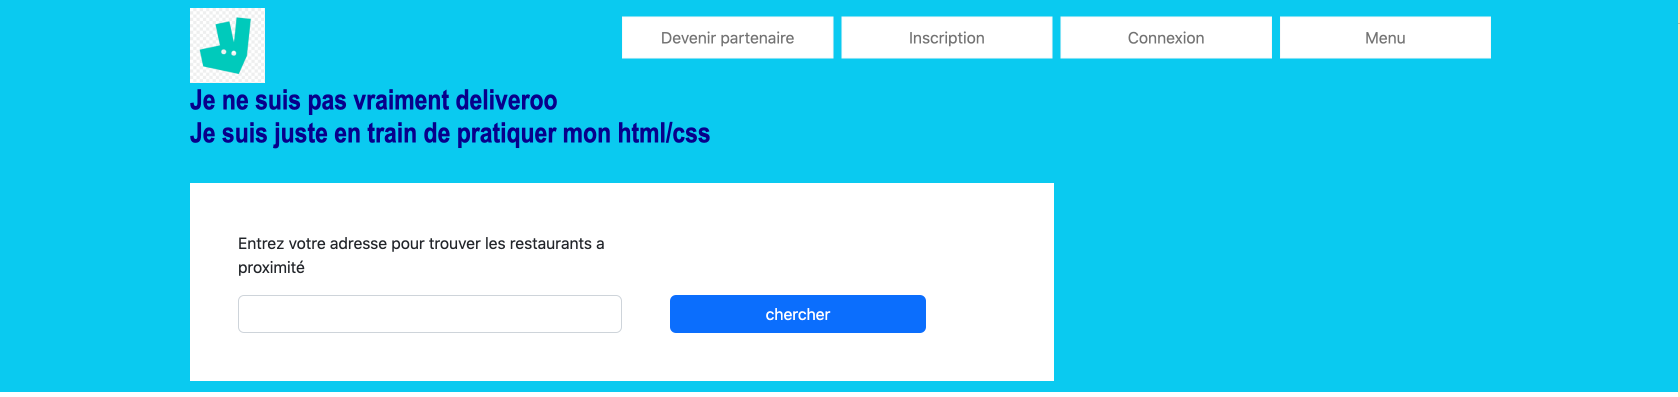 Devenir partenaire
Inscription
Connexion
Menu
Je ne suis pas vraiment deliveroo
Je suis juste en train de pratiquer mon html/css
Entrez votre adresse pour trouver les restaurants a
proximité
chercher